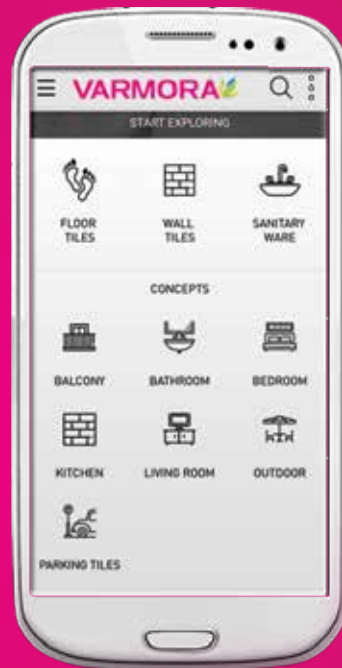 VARMORA
START EXPLORING
FLOOR
TILES
WALL
TILES
SANITARY
WARE
CONCEPTS
BALCONY
BATHROOM
BEDROOM
KITCHEN
LIVING ROOM
OUTDOOR
PARKING TILES